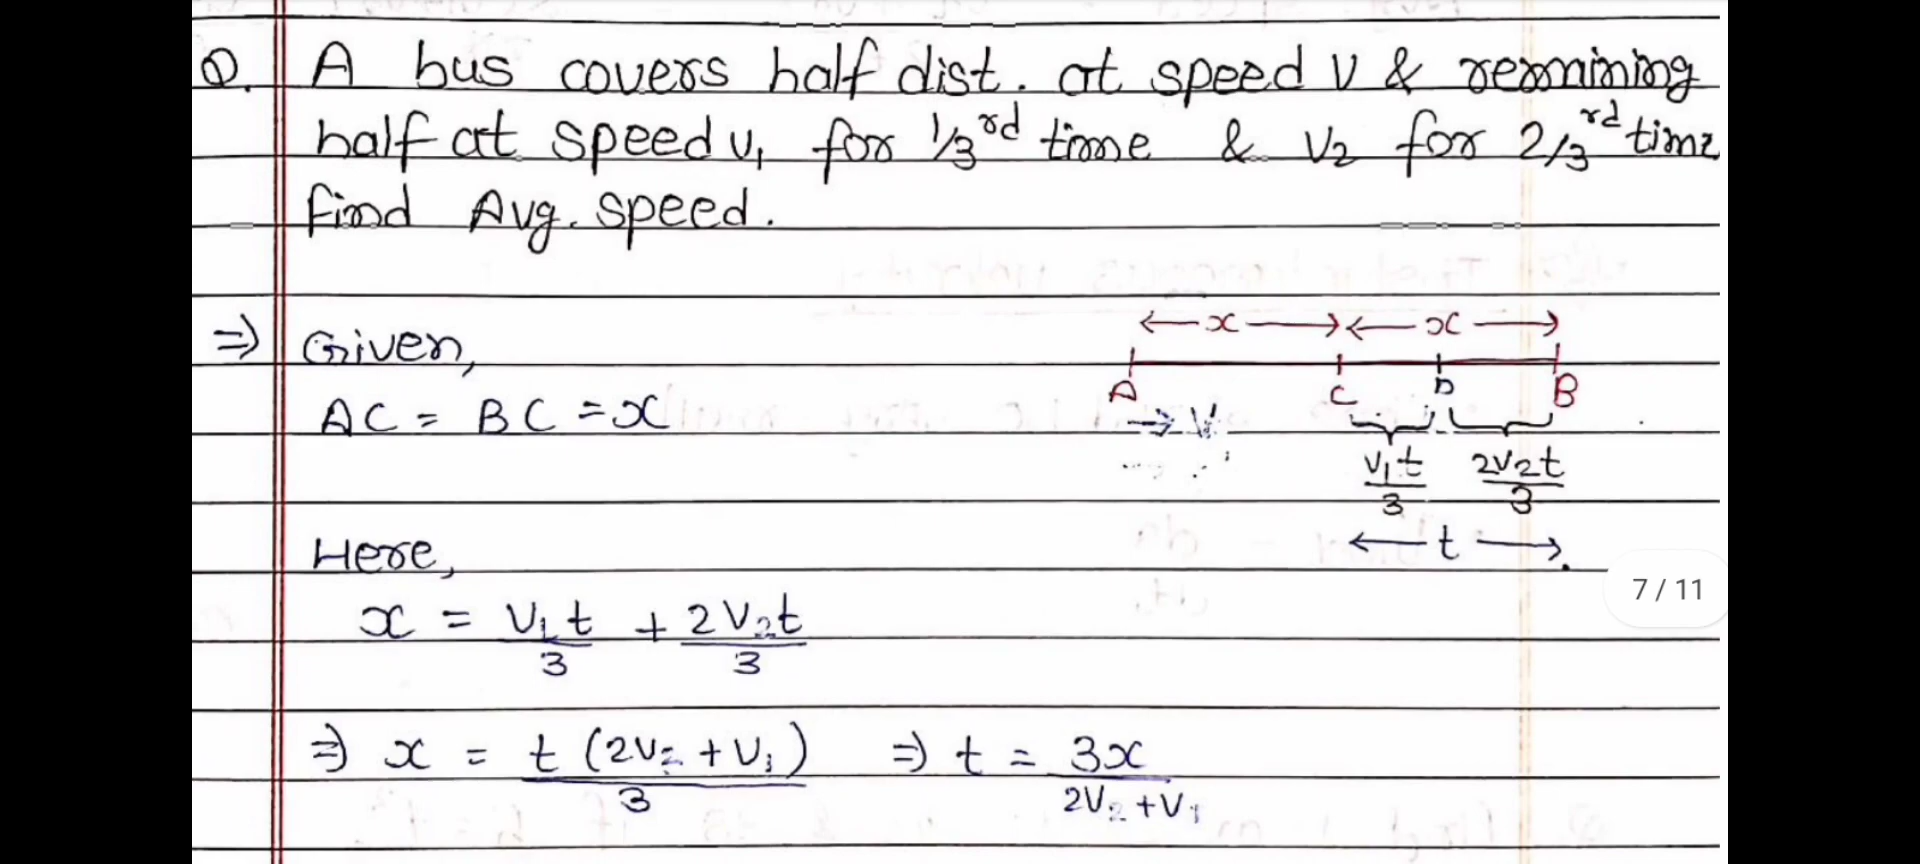 Q. A bus covers half dist. at speed v & remaining
half at speed v₁ for 1/3rd time & v₂ for 2/3rd time
find Avg. speed.
=> Given,
AC = BC = x
← x → ← x →
A C D B
→ V
v₁t/3 2v₂t/3
← t →
Here,
x = v₁t/3 + 2v₂t/3
7 / 11
=> x = t (2v₂ + v₁)/3 => t = 3x/2v₂ + v₁